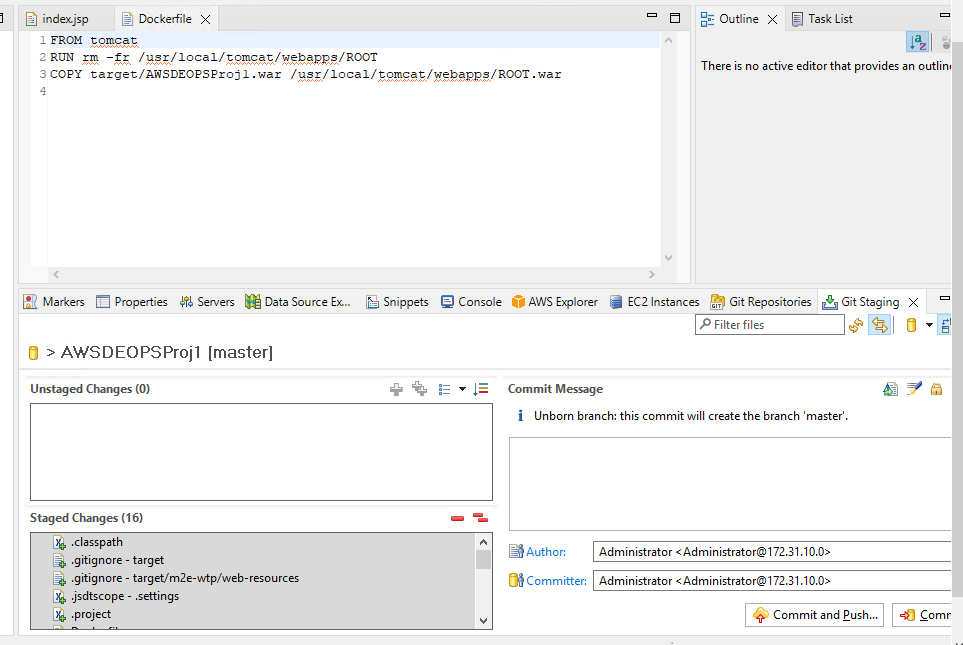 index.jsp
Dockerfile
Outline
Task List
1 FROM tomcat
2 RUN rm -fr /usr/local/tomcat/webapps/ROOT
3 COPY target/AWSDEOPSProj1.war /usr/local/tomcat/webapps/ROOT.war
4
There is no active editor that provides an outline
Markers
Properties
Servers
Data Source Ex...
Snippets
Console
AWS Explorer
EC2 Instances
Git Repositories
Git Staging
Filter files
> AWSDEOPSProj1 [master]
Unstaged Changes (0)
Commit Message
Unborn branch: this commit will create the branch 'master'.
Staged Changes (16)
.classpath
.gitignore - target
.gitignore - target/m2e-wtp/web-resources
.jsdtscope - .settings
.project
Author:
Administrator <Administrator@172.31.10.0>
Committer:
Administrator <Administrator@172.31.10.0>
Commit and Push...